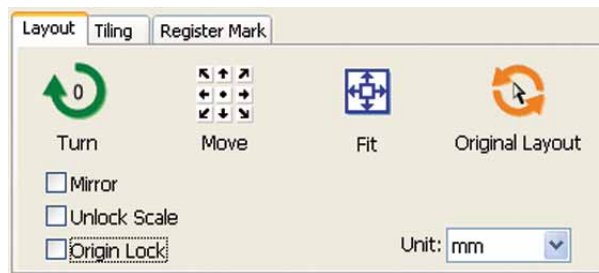 Layout Tiling Register Mark
0
Turn Move Fit Original Layout
Mirror
Unlock Scale
Origin Lock Unit: mm